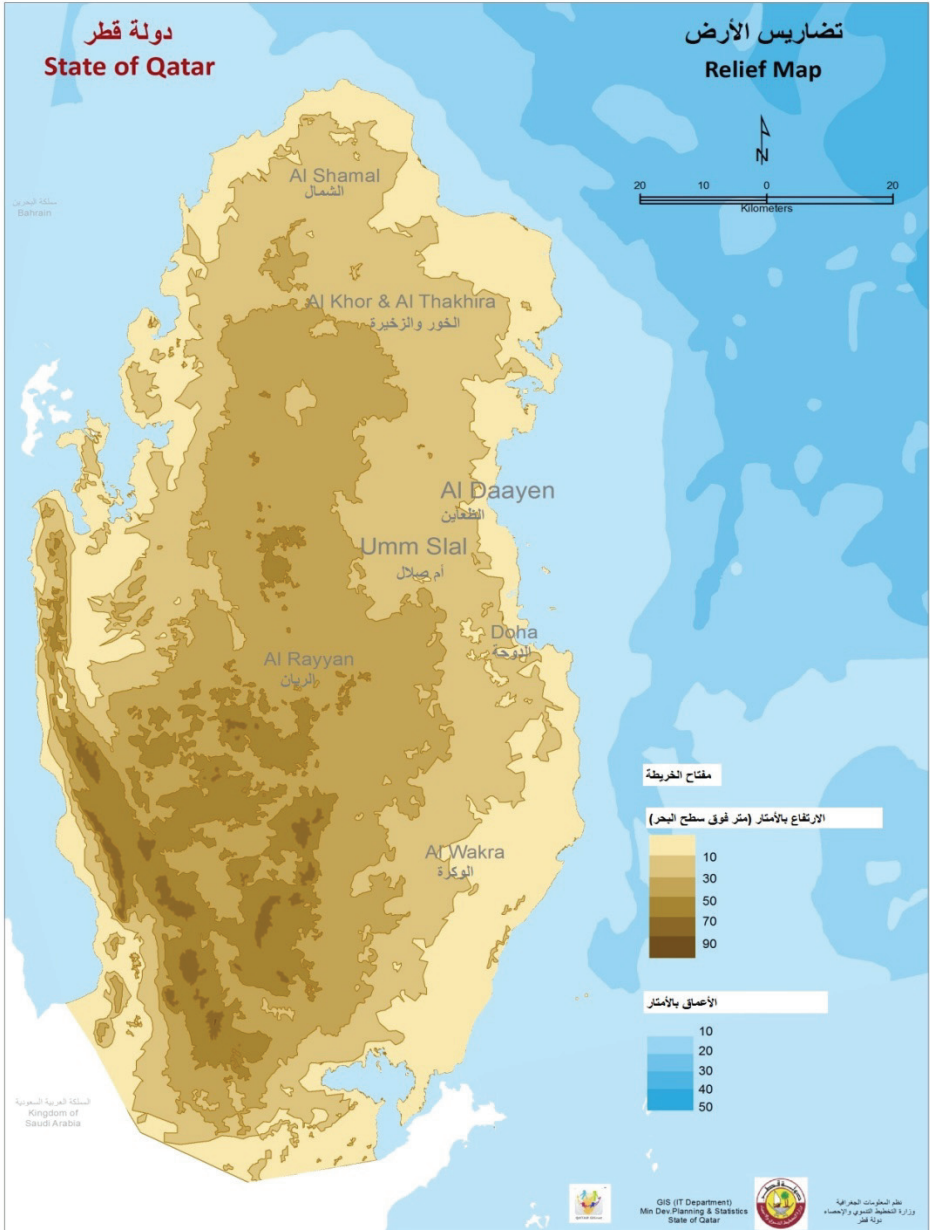 دولة قطر
State of Qatar
تضاريس الأرض
Relief Map
N
20 10 0 20
Kilometers
مملكة البحرين
Bahrain
Al Shamal
الشمال
Al Khor & Al Thakhira
الخور والزخيرة
Al Daayen
الظعاين
Umm Slal
أم صلال
Doha
الدوحة
Al Rayyan
الريان
Al Wakra
الوكرة
مفتاح الخريطة
الارتفاع بالأمتار (متر فوق سطح البحر)
10
30
50
70
90
الأعماق بالأمتار
10
20
30
40
50
المملكة العربية السعودية
Kingdom of
Saudi Arabia
GIS (IT Department)
Min Dev.Planning & Statistics
State of Qatar
نظم المعلومات الجغرافية
وزارة التخطيط التنموي والإحصاء
دولة قطر